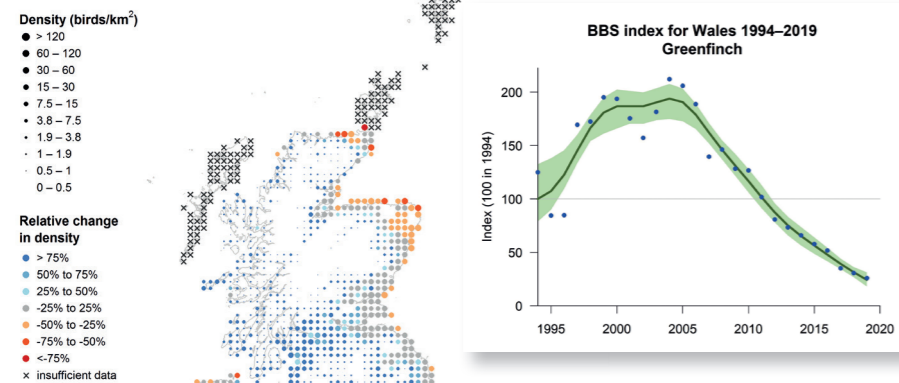 Density (birds/km²)
> 120
60 – 120
30 – 60
15 – 30
7.5 – 15
3.8 – 7.5
1.9 – 3.8
1 – 1.9
0.5 – 1
0 – 0.5
Relative change
in density
> 75%
50% to 75%
25% to 50%
-25% to 25%
-50% to -25%
-75% to -50%
<-75%
× insufficient data
BBS index for Wales 1994–2019
Greenfinch
Index (100 in 1994)
200
150
100
50
0
1995 2000 2005 2010 2015 2020